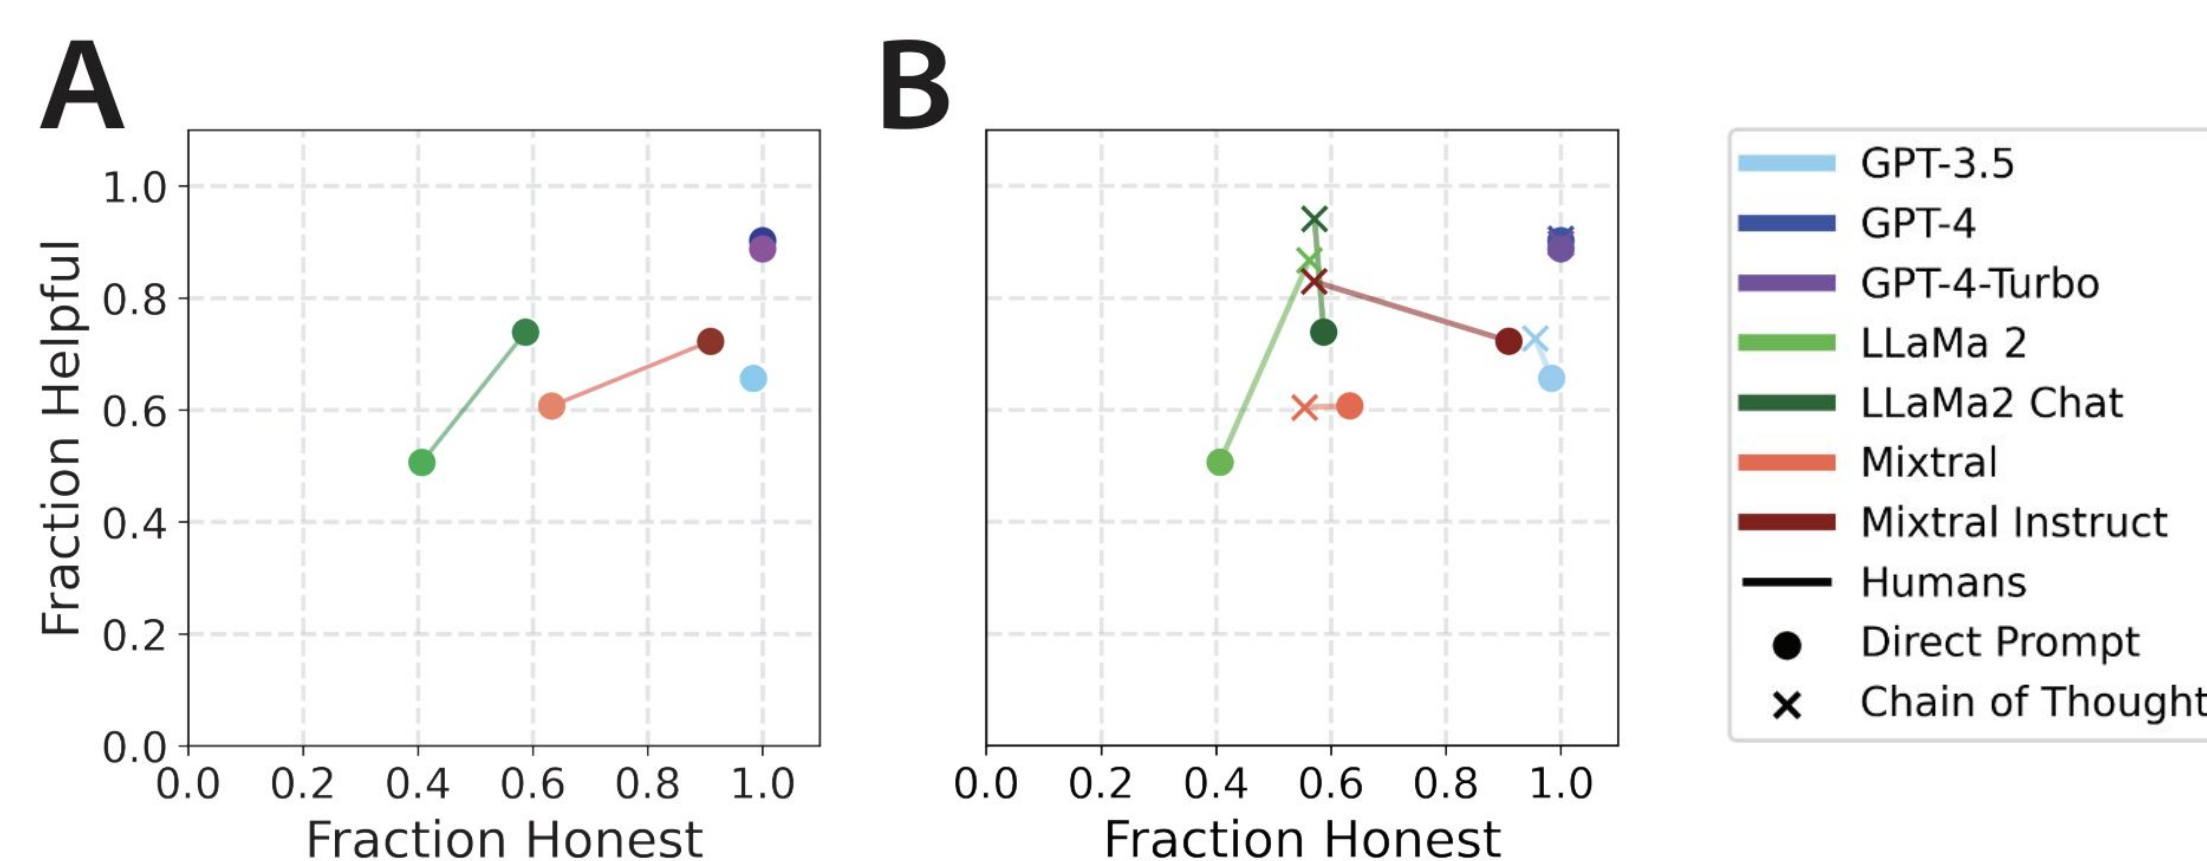 A
B
Fraction Helpful
1.0
0.8
0.6
0.4
0.2
0.0
0.0 0.2 0.4 0.6 0.8 1.0
Fraction Honest
0.0 0.2 0.4 0.6 0.8 1.0
Fraction Honest
GPT-3.5
GPT-4
GPT-4-Turbo
LLaMa 2
LLaMa2 Chat
Mixtral
Mixtral Instruct
Humans
Direct Prompt
Chain of Thought